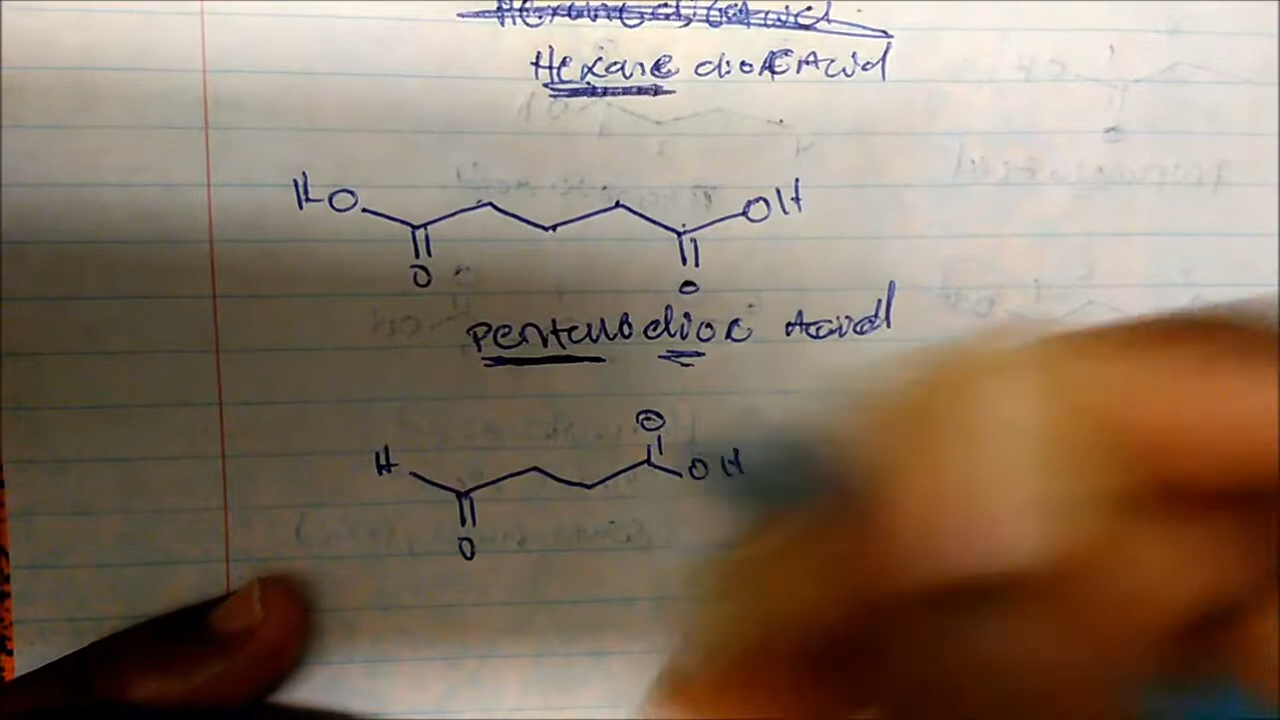 Hexane dioic Acid
HO OH
O O
Pentanedioic Acid
O
H OH
O